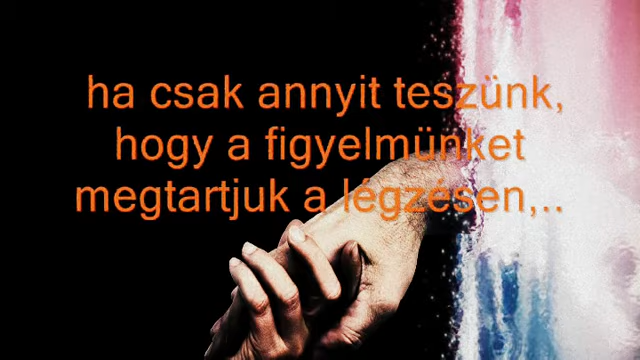 ha csak annyit teszünk,
hogy a figyelmünket
megtartjuk a légzésen,..